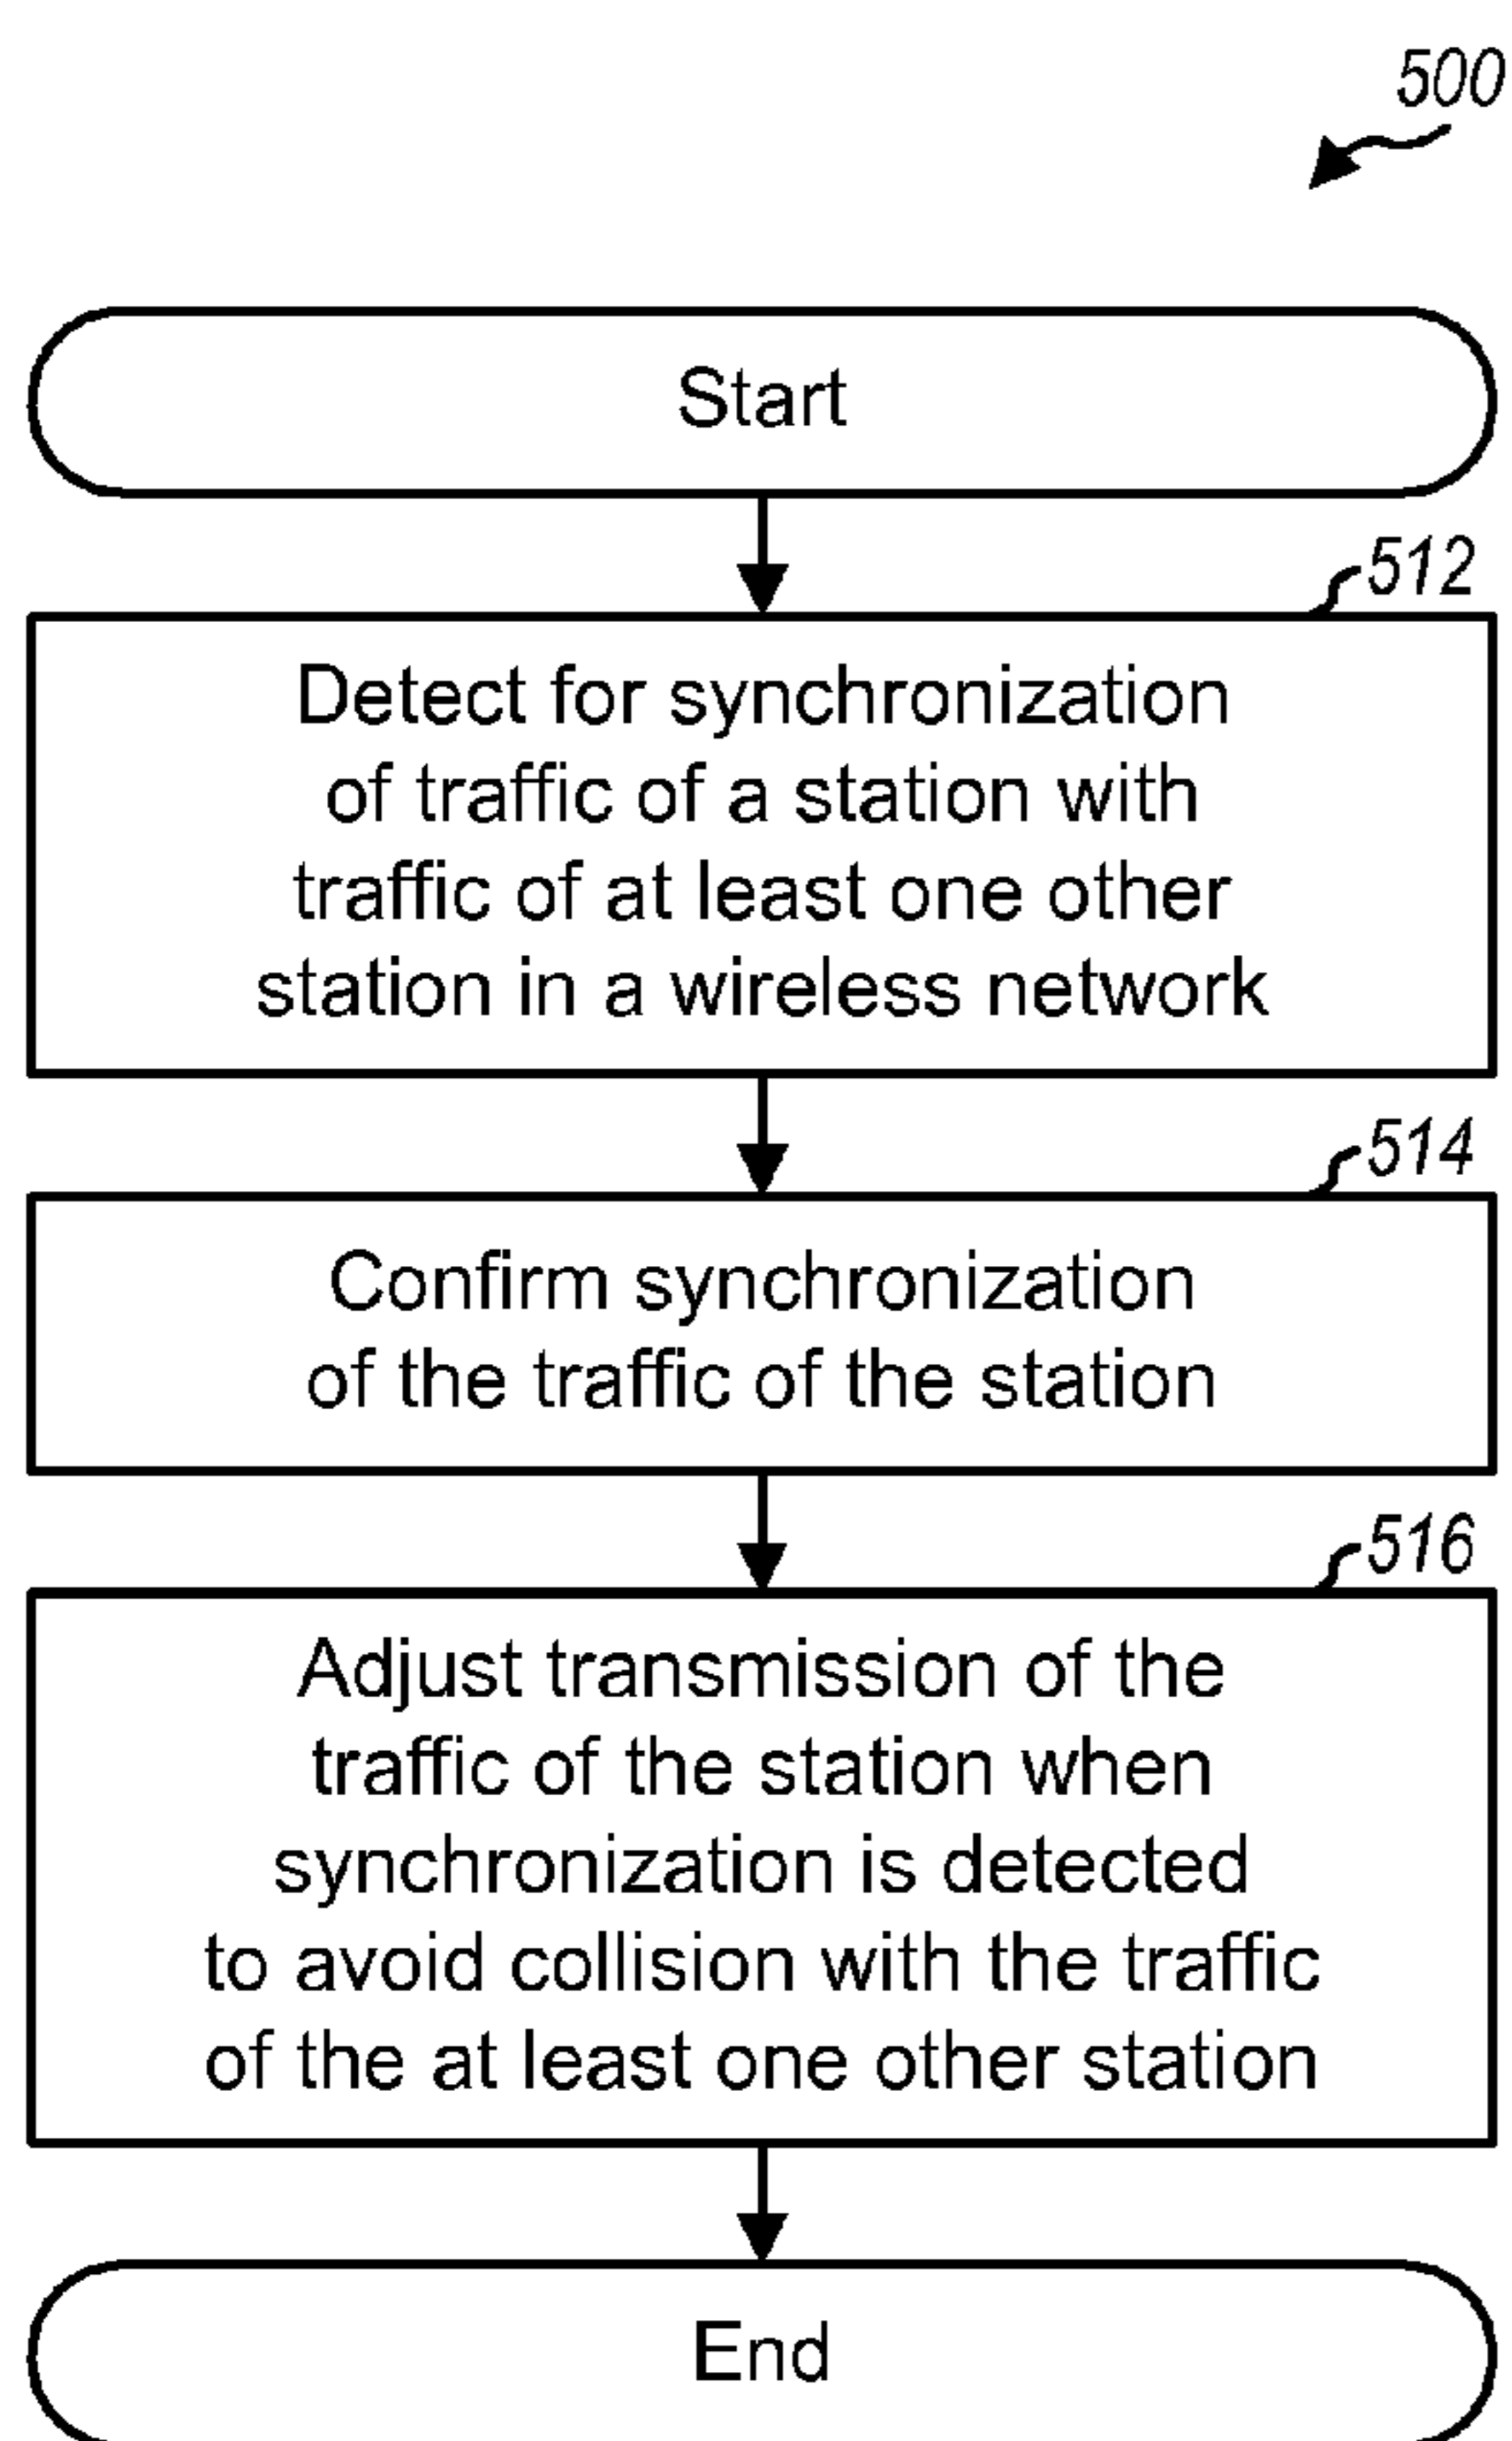 500
Start
512
Detect for synchronization
of traffic of a station with
traffic of at least one other
station in a wireless network
514
Confirm synchronization
of the traffic of the station
516
Adjust transmission of the
traffic of the station when
synchronization is detected
to avoid collision with the traffic
of the at least one other station
End